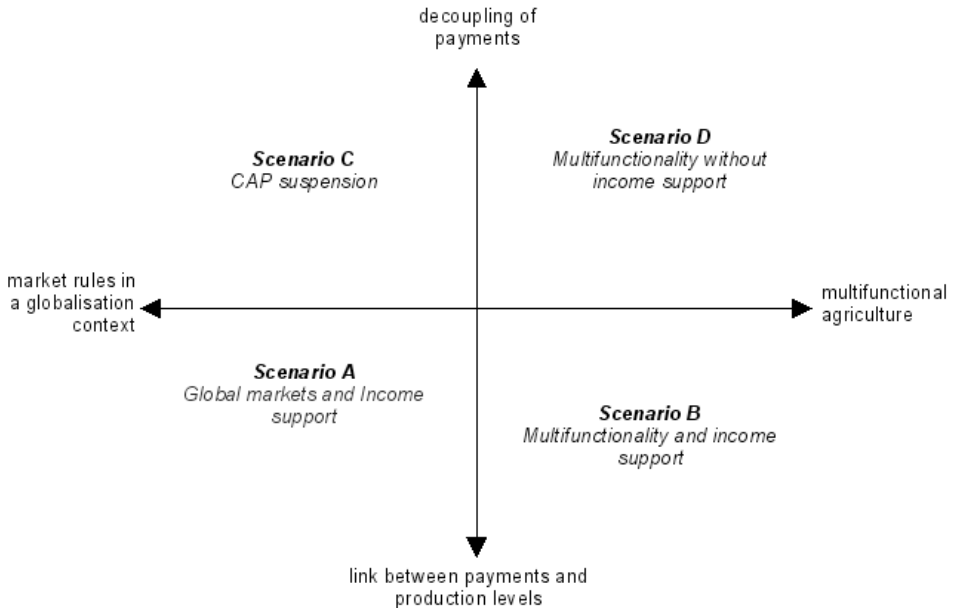 decoupling of
payments
Scenario C
CAP suspension
Scenario D
Multifunctionality without
income support
market rules in
a globalisation
context
multifunctional
agriculture
Scenario A
Global markets and Income
support
Scenario B
Multifunctionality and income
support
link between payments and
production levels